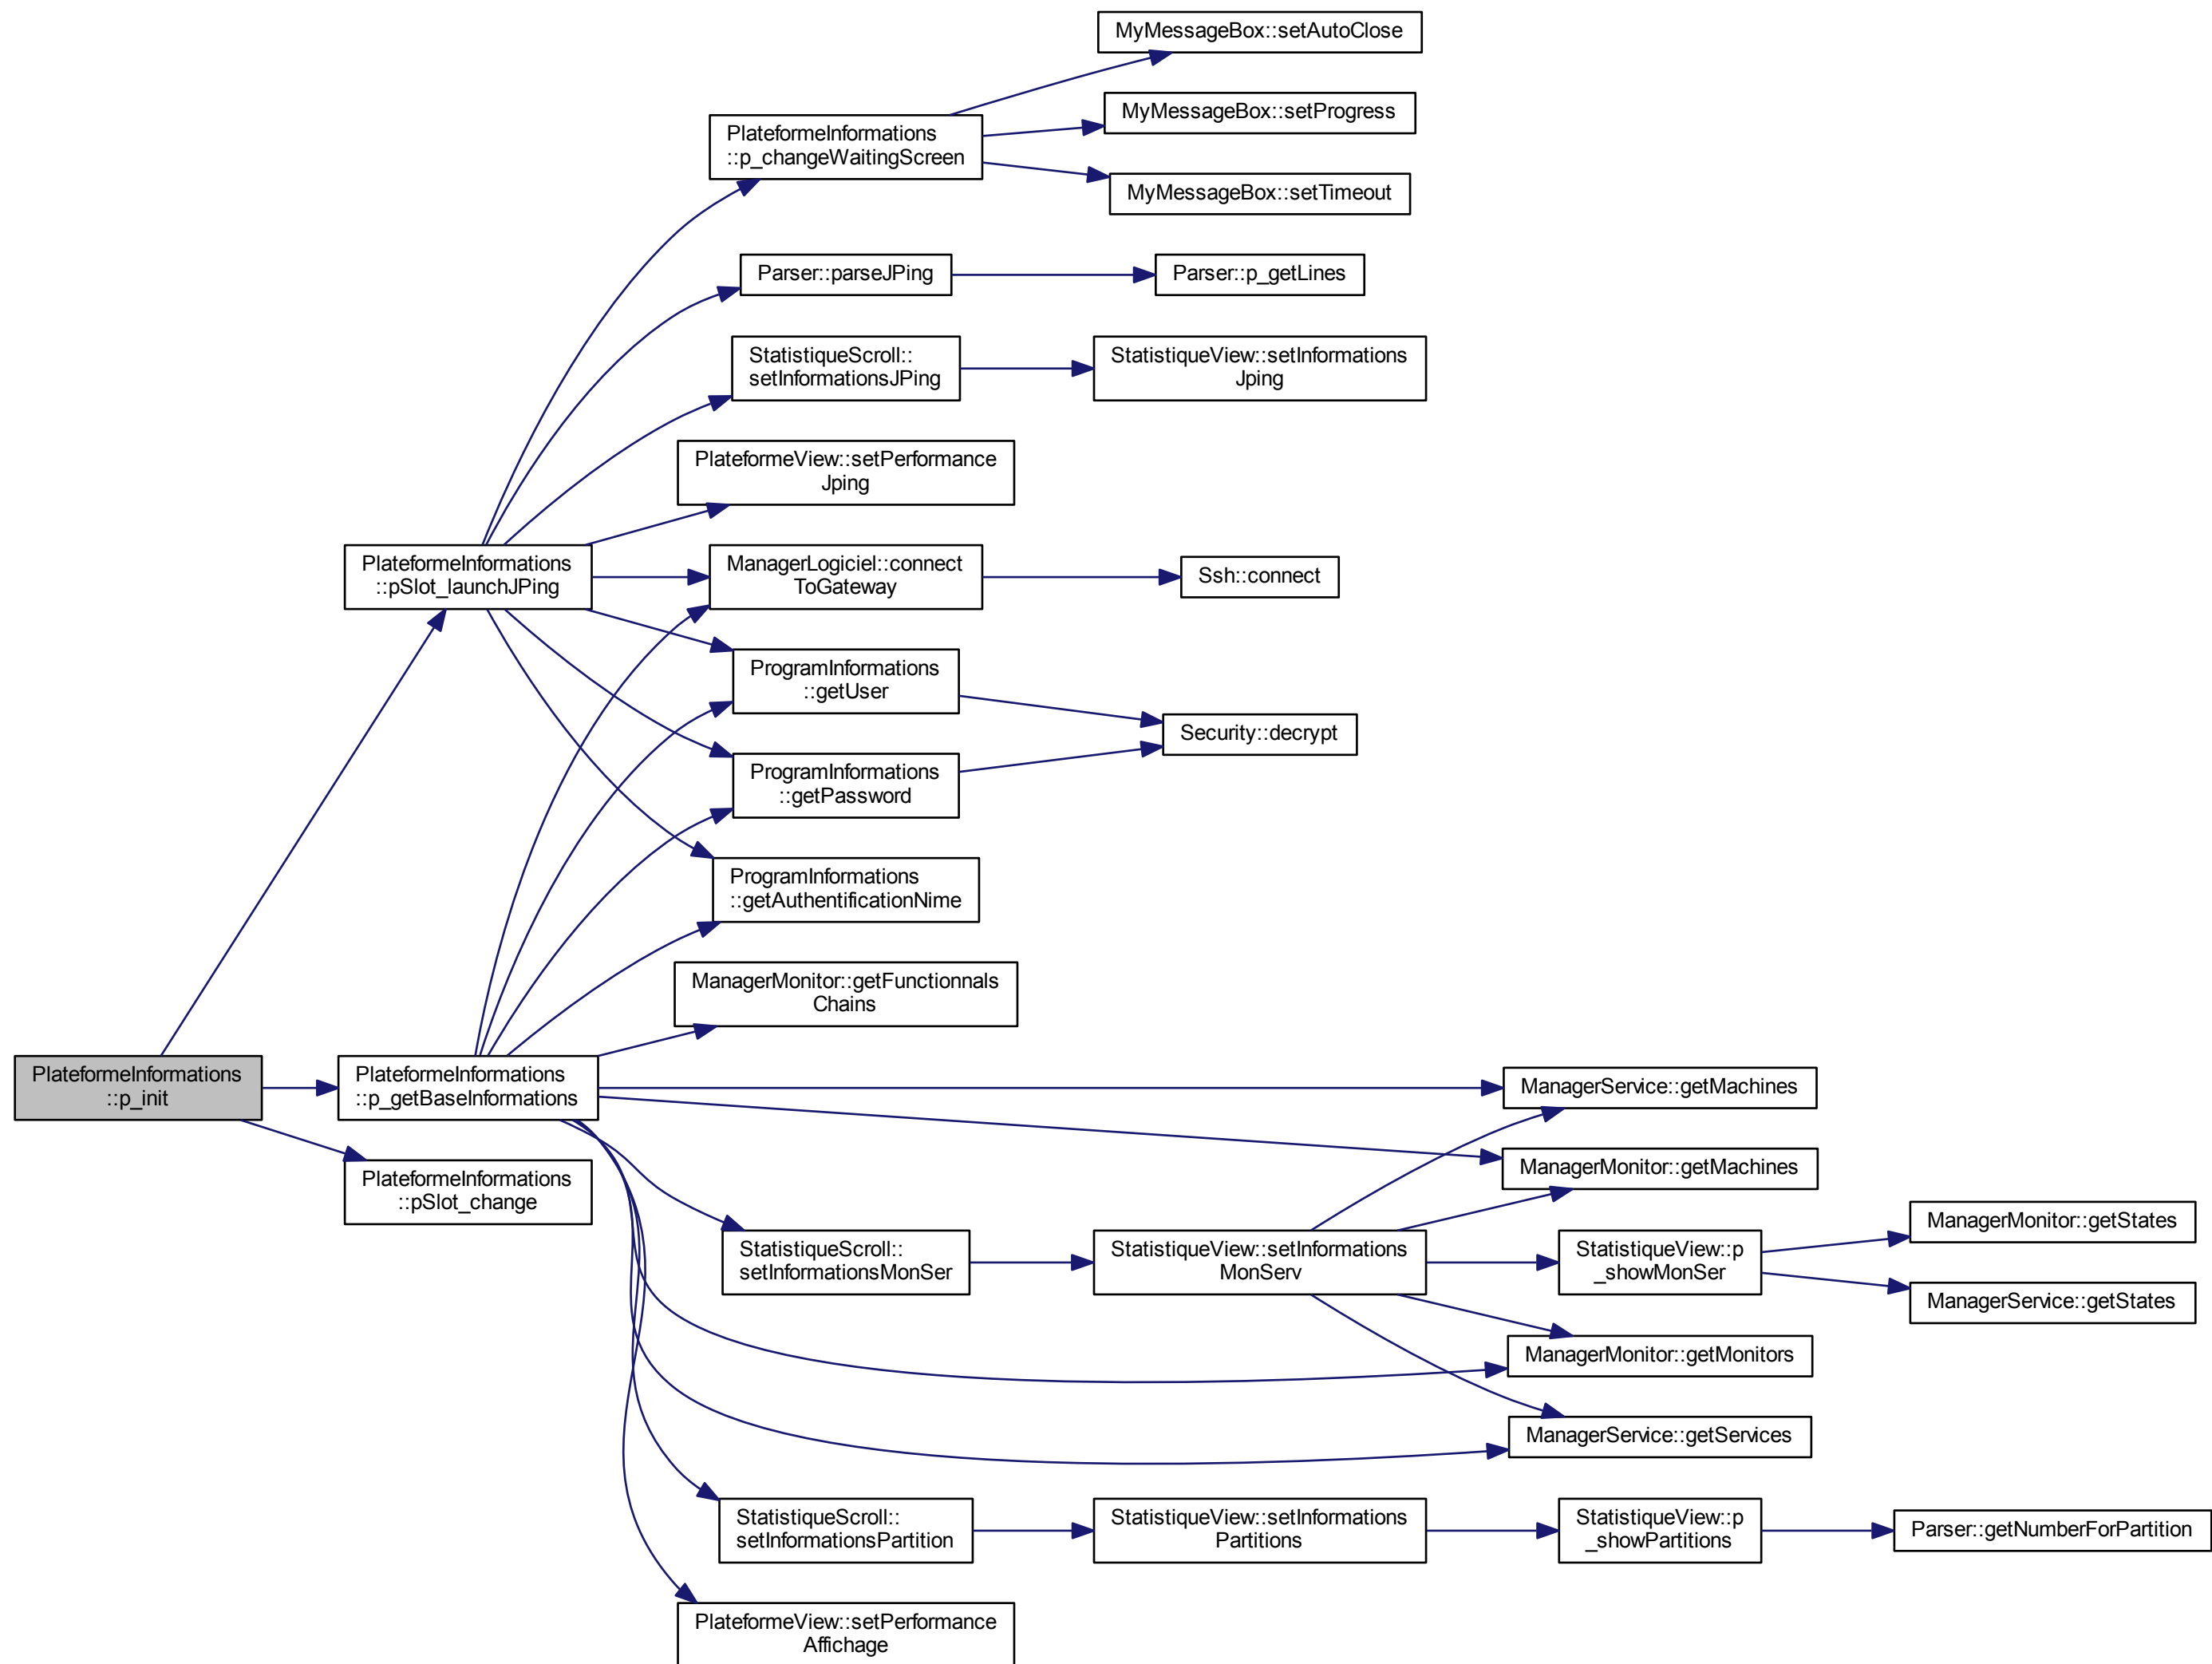 MyMessageBox::setAutoClose
MyMessageBox::setProgress
PlateformeInformations
::p_changeWaitingScreen
MyMessageBox::setTimeout
Parser::parseJPing
Parser::p_getLines
StatistiqueScroll::
setInformationsJPing
StatistiqueView::setInformations
Jping
PlateformeView::setPerformance
Jping
PlateformeInformations
::pSlot_launchJPing
ManagerLogiciel::connect
ToGateway
Ssh::connect
ProgramInformations
::getUser
Security::decrypt
ProgramInformations
::getPassword
ProgramInformations
::getAuthentificationNime
ManagerMonitor::getFunctionnals
Chains
PlateformeInformations
::p_init
PlateformeInformations
::p_getBaseInformations
ManagerService::getMachines
ManagerMonitor::getMachines
PlateformeInformations
::pSlot_change
StatistiqueScroll::
setInformationsMonSer
StatistiqueView::setInformations
MonServ
StatistiqueView::p
_showMonSer
ManagerMonitor::getStates
ManagerService::getStates
ManagerMonitor::getMonitors
ManagerService::getServices
StatistiqueScroll::
setInformationsPartition
StatistiqueView::setInformations
Partitions
StatistiqueView::p
_showPartitions
Parser::getNumberForPartition
PlateformeView::setPerformance
Affichage